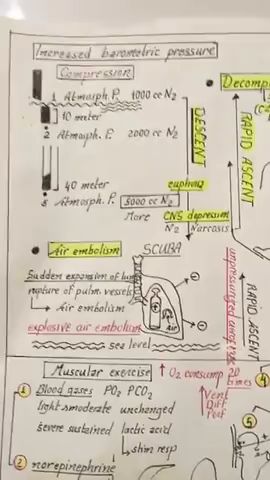 Increased barometric pressure
Compression
1 Atmosph. P. 1000 cc N2
10 meter
2 Atmosph. P. 2000 cc N2
40 meter
5 Atmosph. P. 5000 cc N2
euphoria
More CNS depression
N2 Narcosis
DESCENT
Decomp
RAPID ASCENT
Air embolism
SCUBA
Sudden expansion of lungs
rupture of pulm. vessels
Air embolism
explosive air embolism
Air
sea level
RAPID ASCENT
Muscular exercise
↑ O2 consump 20 times
1 Blood gases PO2 PCO2
light & moderate unchanged
severe sustained lactic acid
stim resp
↑ Vent
Diff
Perf
2 norepinephrine
4
5